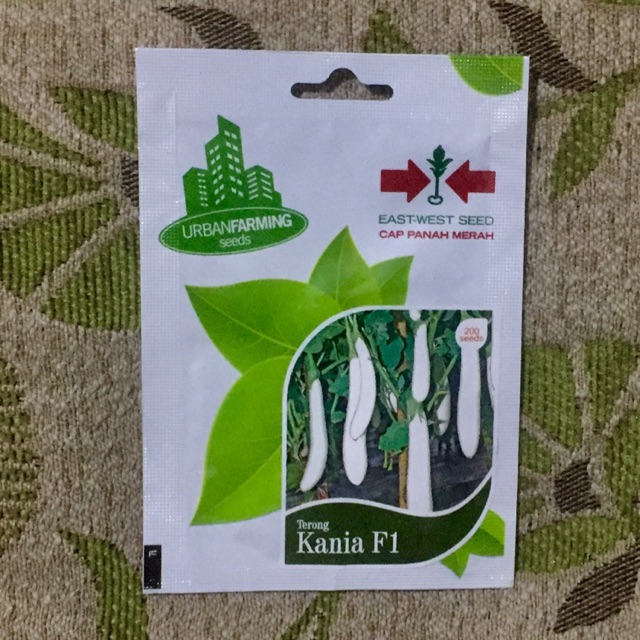 URBANFARMING
seeds
EAST-WEST SEED
CAP PANAH MERAH
200
seeds
Terong
Kania F1